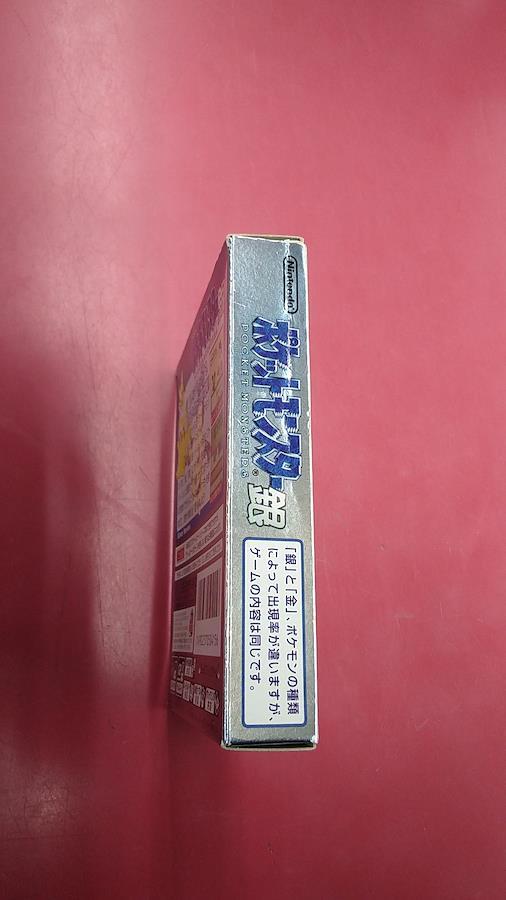 Nintendo
ポケットモンスター
POCKET MONSTERS
銀
「銀」と「金」、ポケモンの種類
によって出現率が違いますが、
ゲームの内容は同じです。